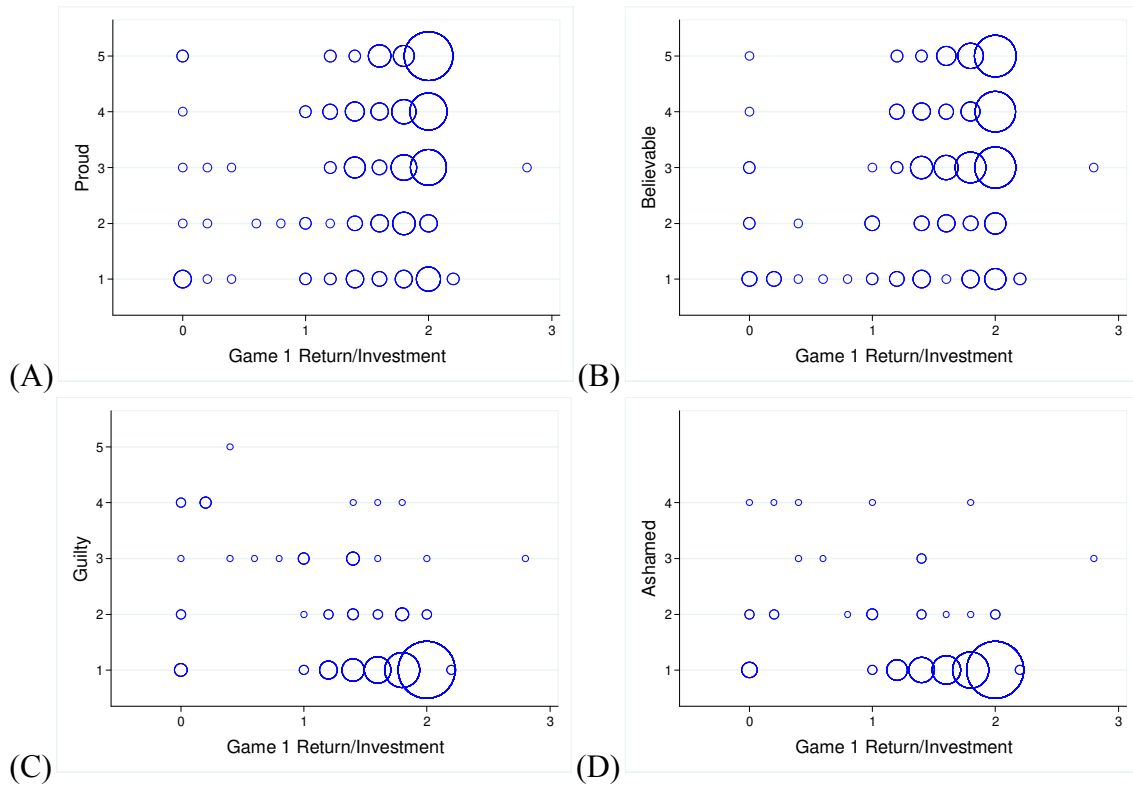 5
4
3
2
1
Proud
0 1 2 3
Game 1 Return/Investment
(A)
5
4
3
2
1
Believable
0 1 2 3
Game 1 Return/Investment
(B)
5
4
3
2
1
Guilty
0 1 2 3
Game 1 Return/Investment
(C)
4
3
2
1
Ashamed
0 1 2 3
Game 1 Return/Investment
(D)